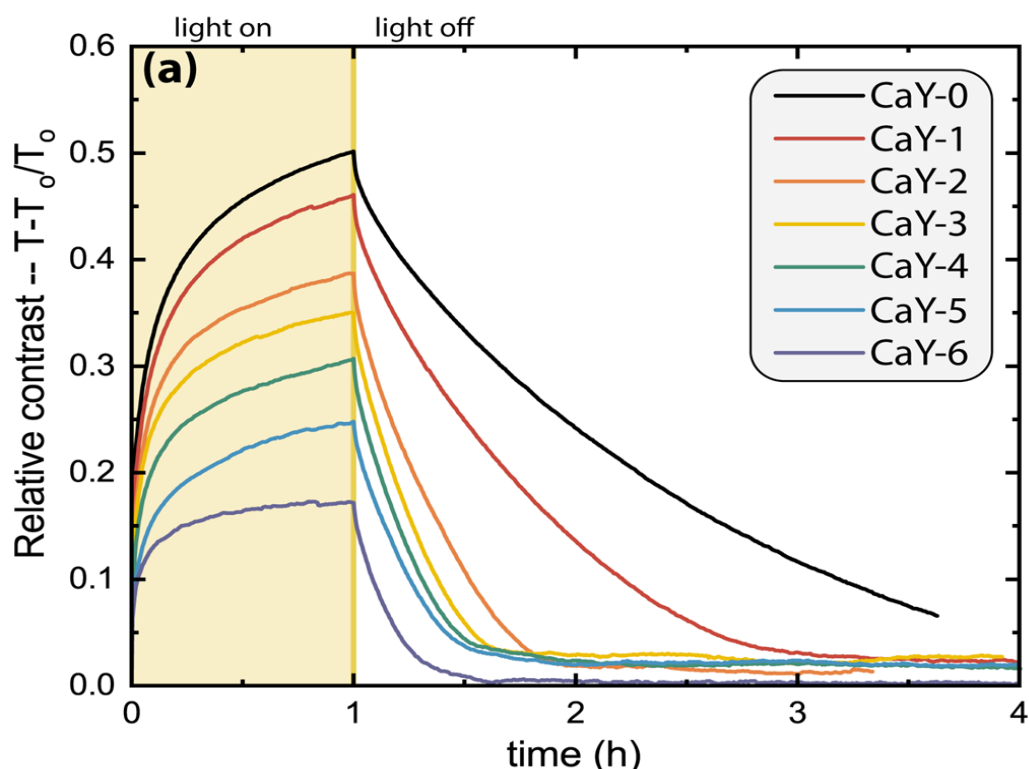 light on light off
(a)
0.6
0.5
0.4
0.3
0.2
0.1
0.0
Relative contrast -- T-To/To
CaY-0
CaY-1
CaY-2
CaY-3
CaY-4
CaY-5
CaY-6
0 1 2 3 4
time (h)